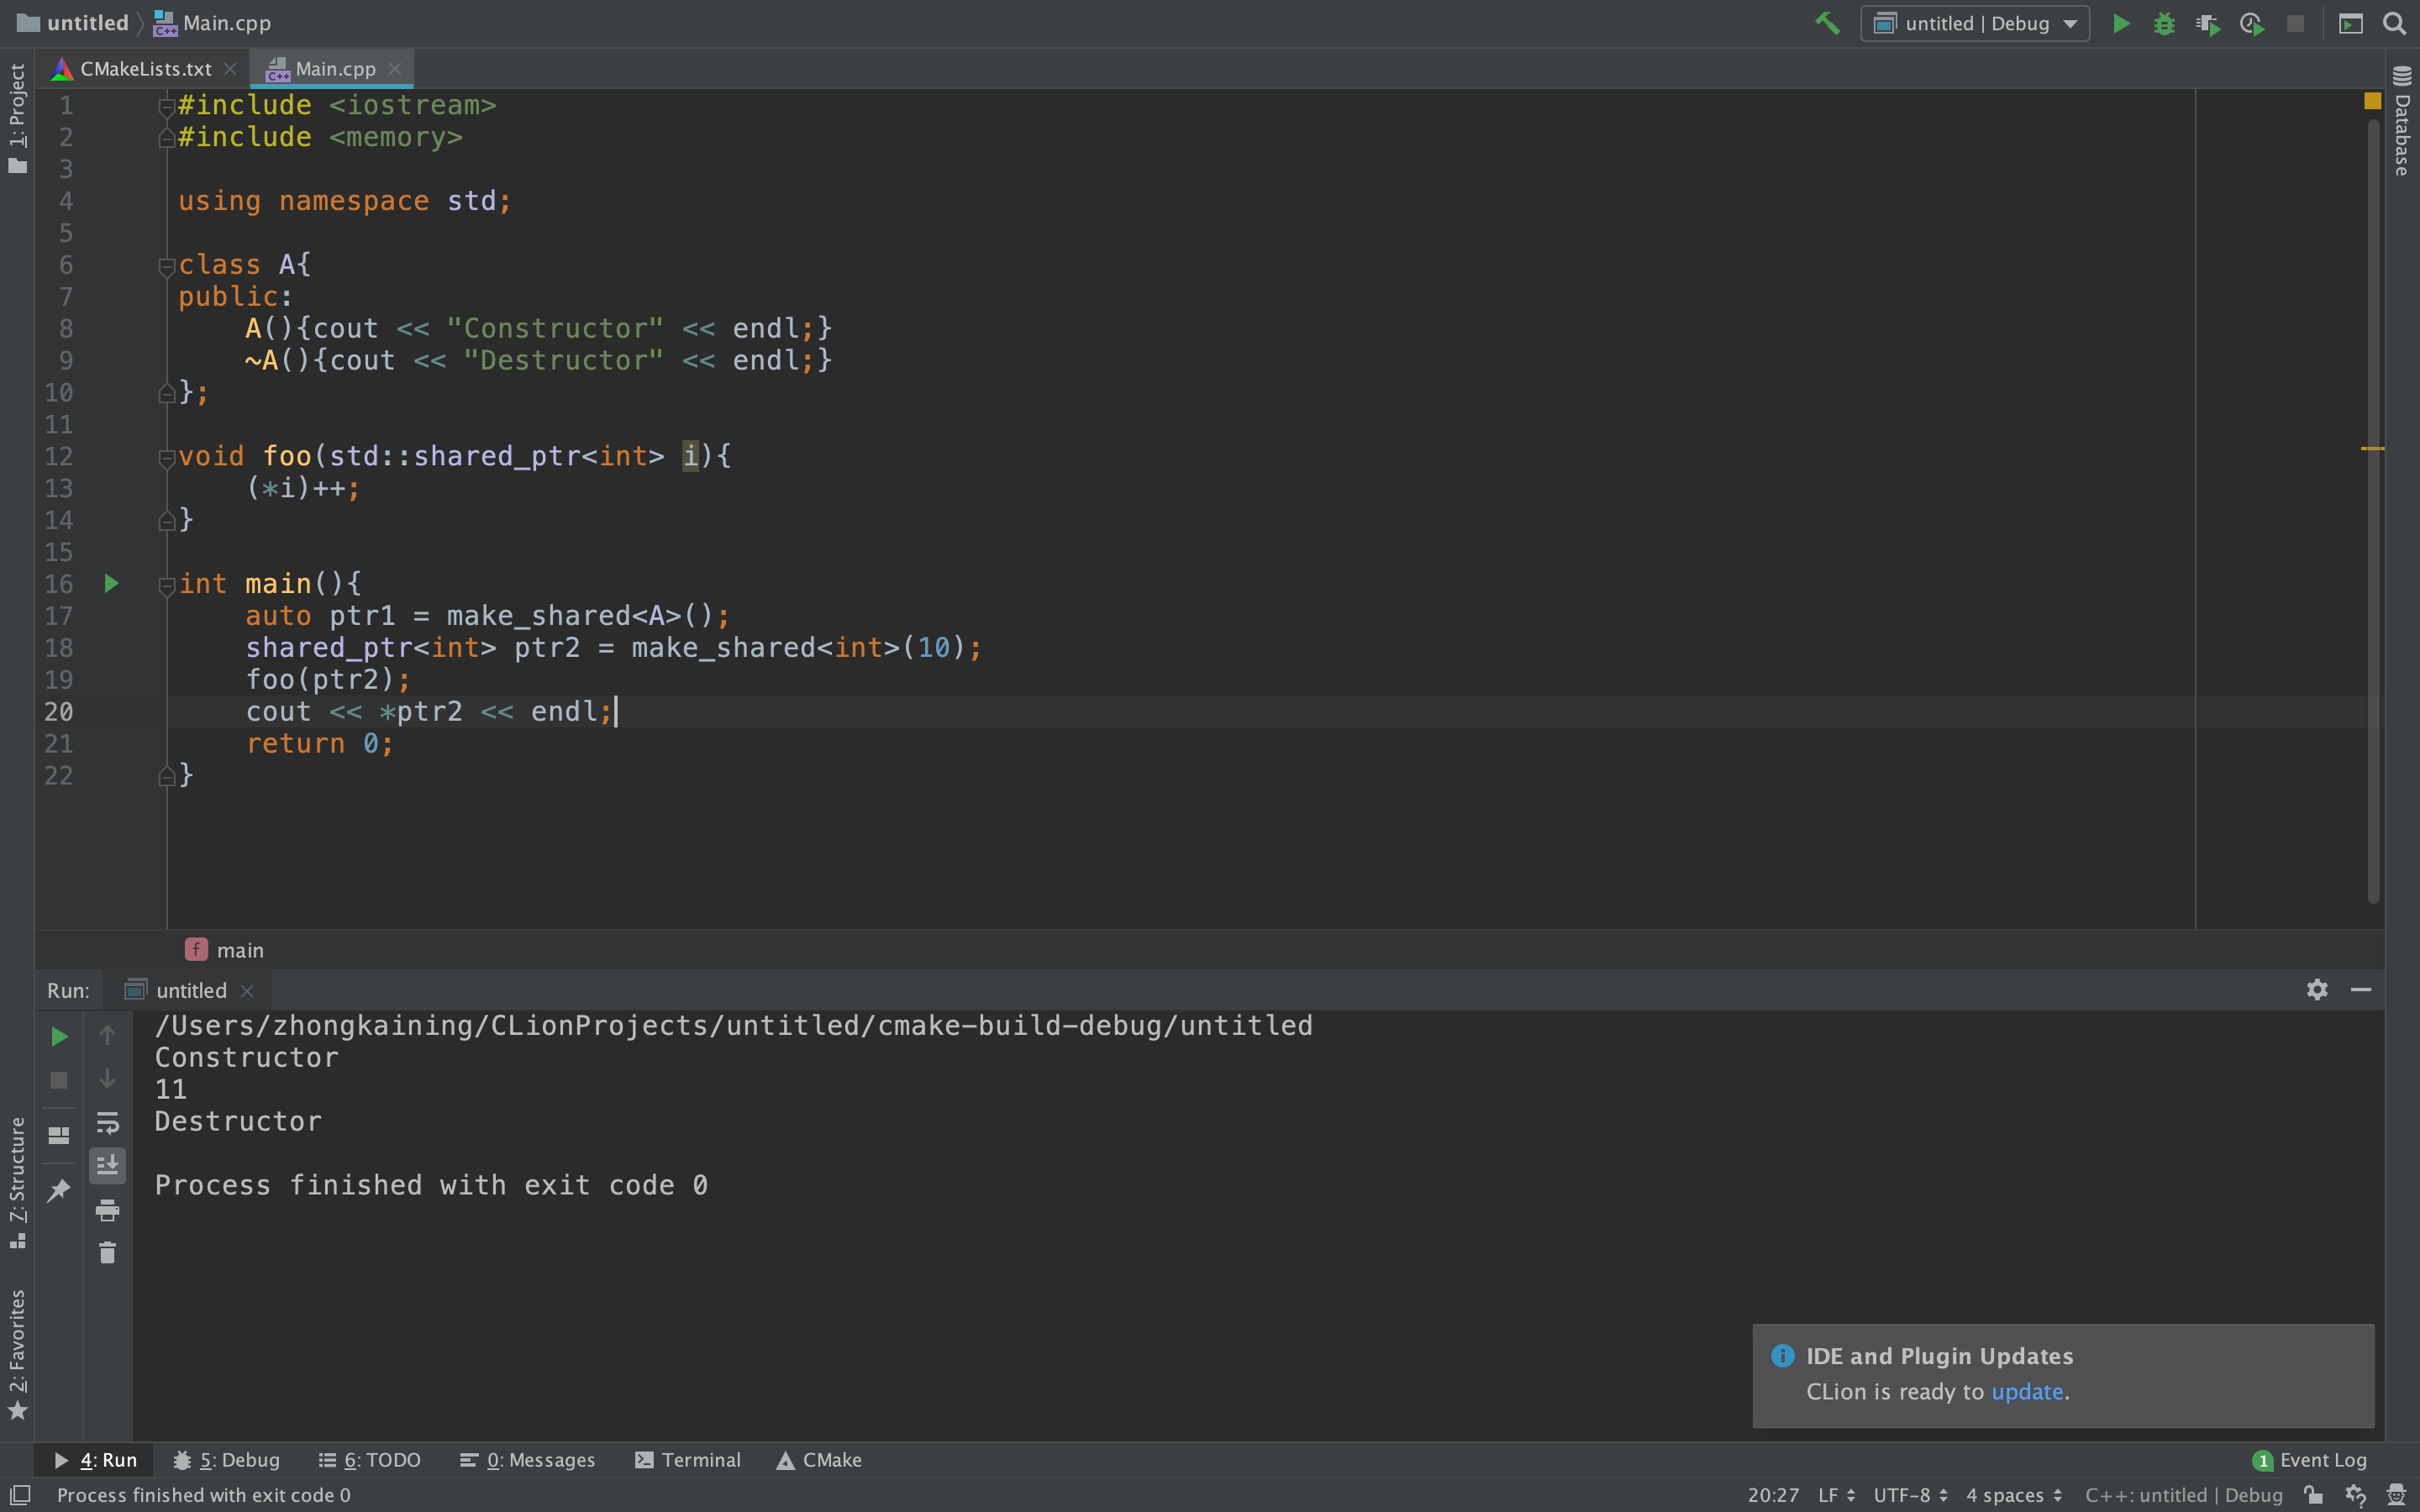 untitled Main.cpp untitled | Debug
CMakeLists.txt Main.cpp
1: Project
Database
1 #include <iostream>
2 #include <memory>
3
4 using namespace std;
5
6 class A{
7 public:
8     A(){cout << "Constructor" << endl;}
9     ~A(){cout << "Destructor" << endl;}
10 };
11
12 void foo(std::shared_ptr<int> i){
13     (*i)++;
14 }
15
16 int main(){
17     auto ptr1 = make_shared<A>();
18     shared_ptr<int> ptr2 = make_shared<int>(10);
19     foo(ptr2);
20     cout << *ptr2 << endl;
21     return 0;
22 }
f main
Run: untitled
/Users/zhongkaining/CLionProjects/untitled/cmake-build-debug/untitled
Constructor
11
Destructor
Process finished with exit code 0
7: Structure
2: Favorites
IDE and Plugin Updates
CLion is ready to update.
4: Run 5: Debug 6: TODO 0: Messages Terminal CMake 1 Event Log
Process finished with exit code 0 20:27 LF UTF-8 4 spaces C++: untitled | Debug